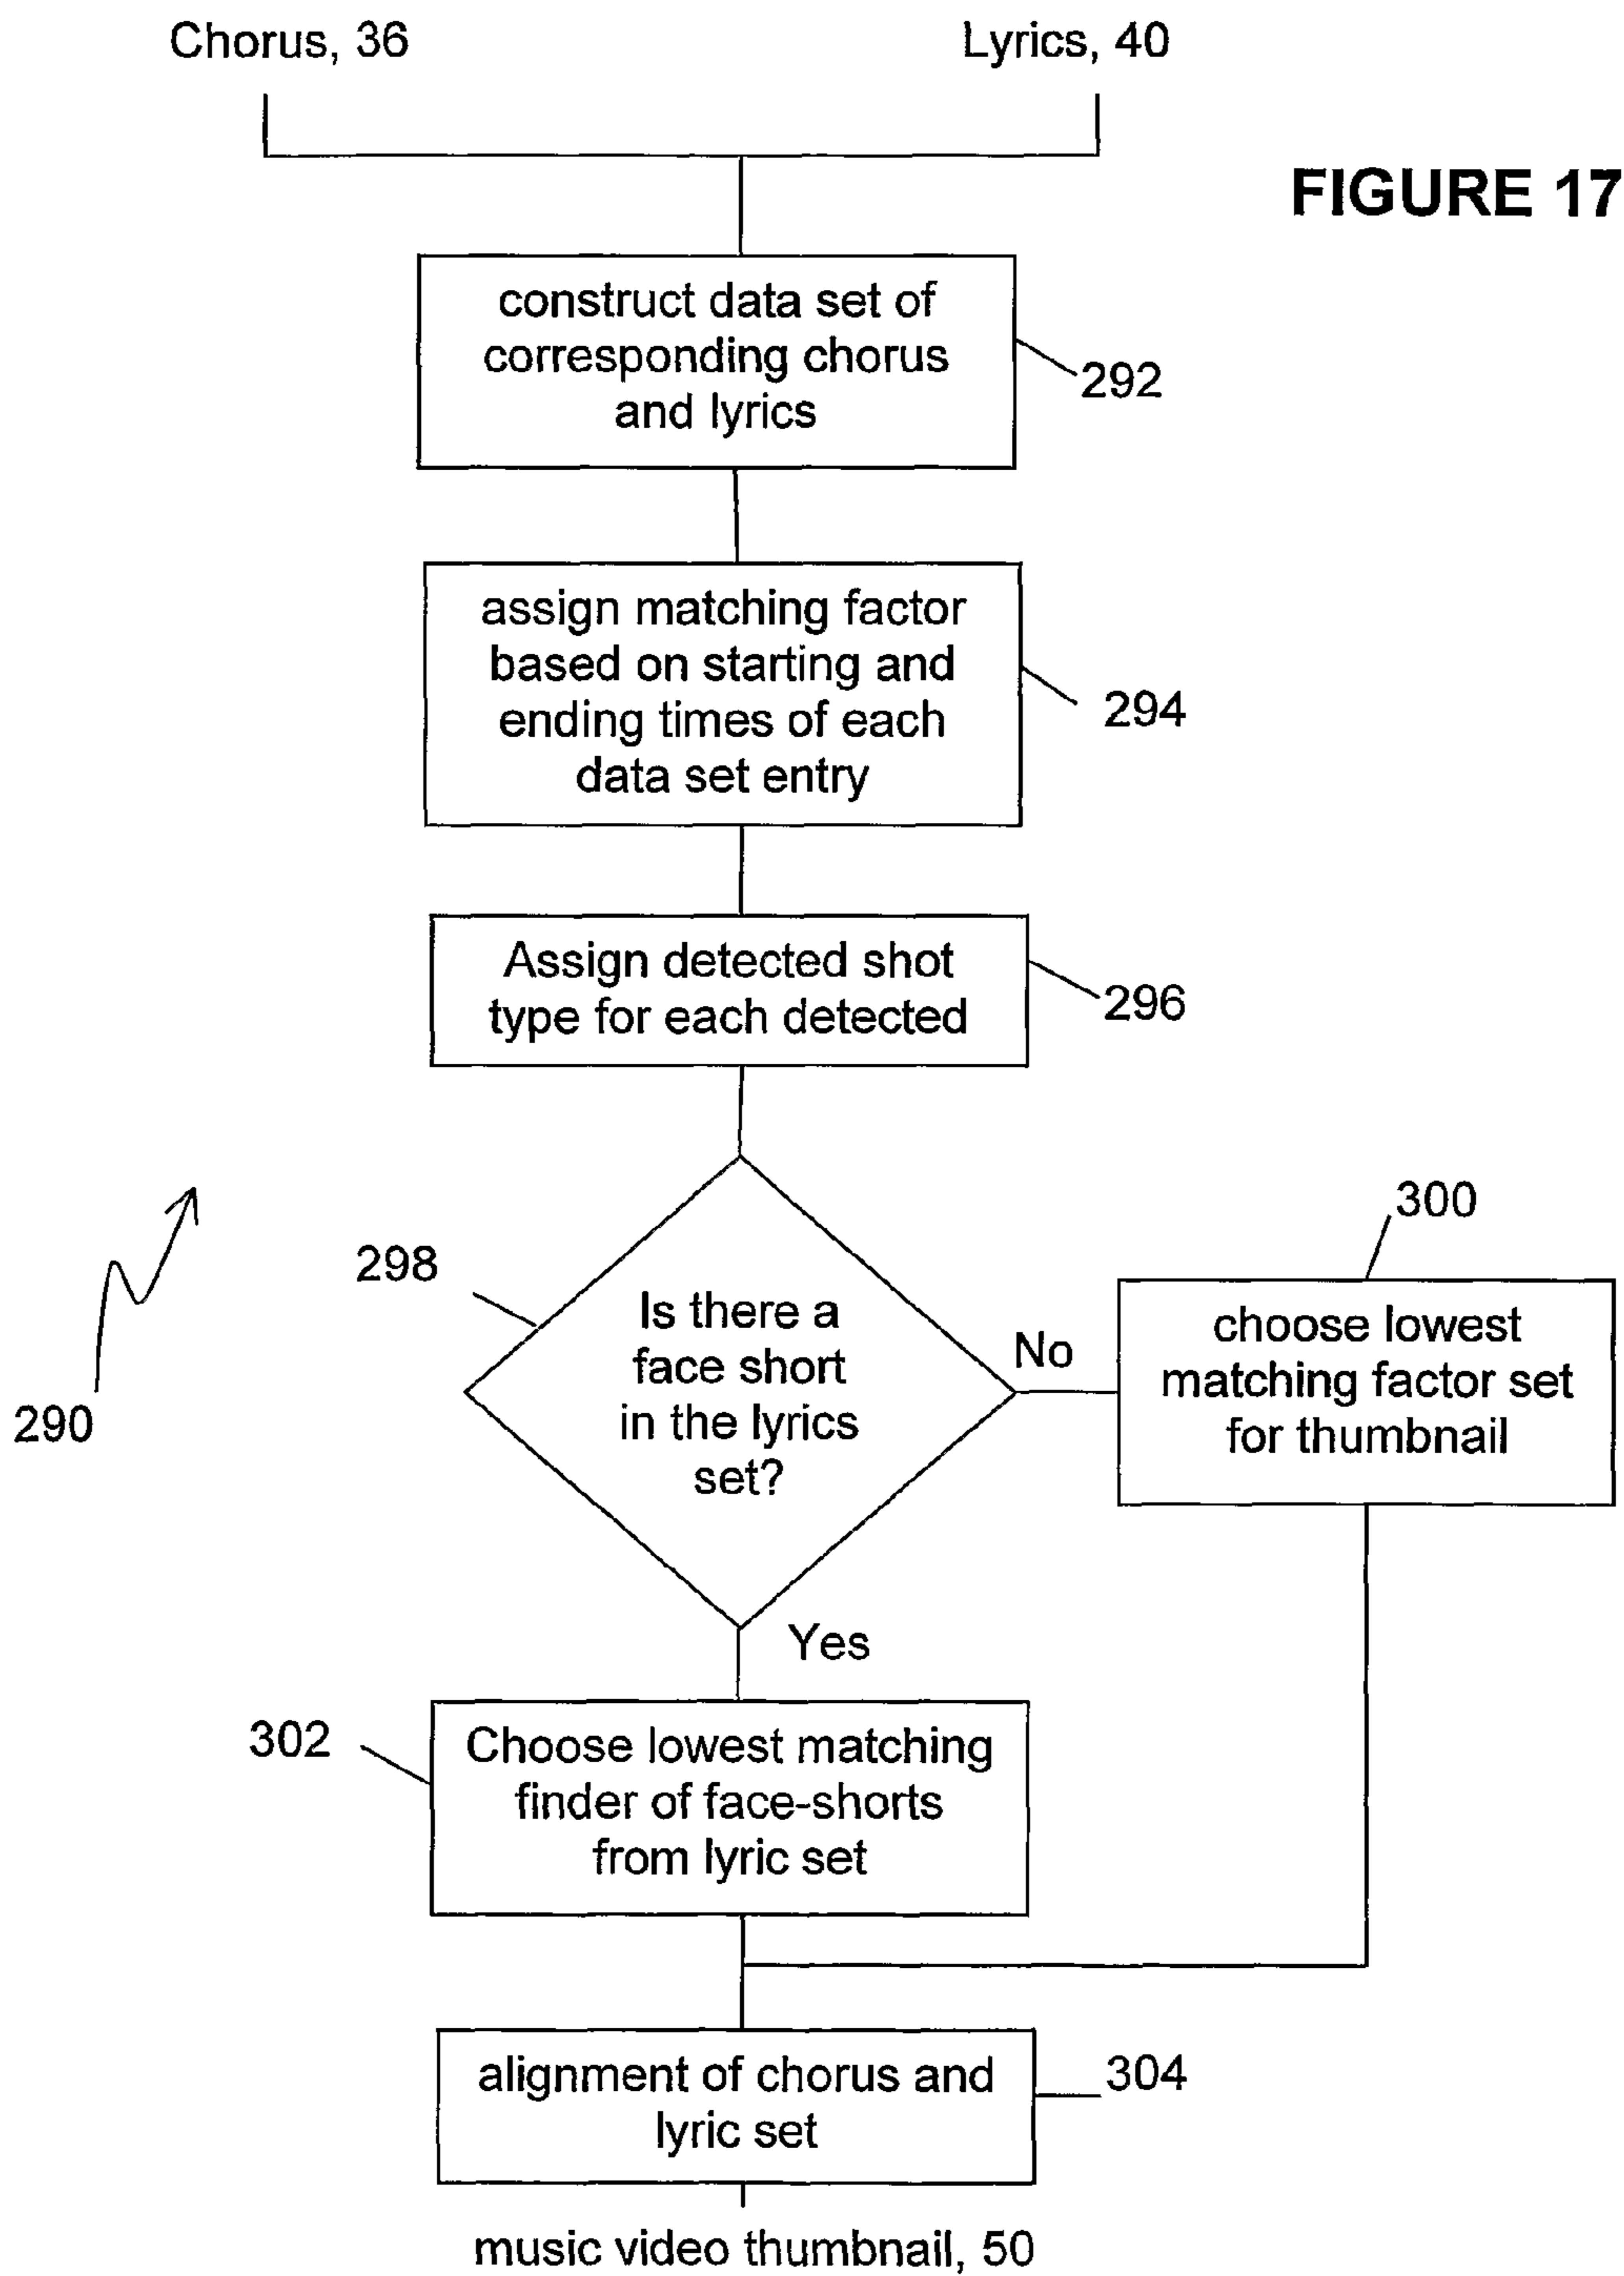 Chorus, 36
Lyrics, 40
FIGURE 17
construct data set of
corresponding chorus
and lyrics
292
assign matching factor
based on starting and
ending times of each
data set entry
294
Assign detected shot
type for each detected
296
298
Is there a
face short
in the lyrics
set?
No
300
choose lowest
matching factor set
for thumbnail
290
Yes
302
Choose lowest matching
finder of face-shorts
from lyric set
alignment of chorus and
lyric set
304
music video thumbnail, 50